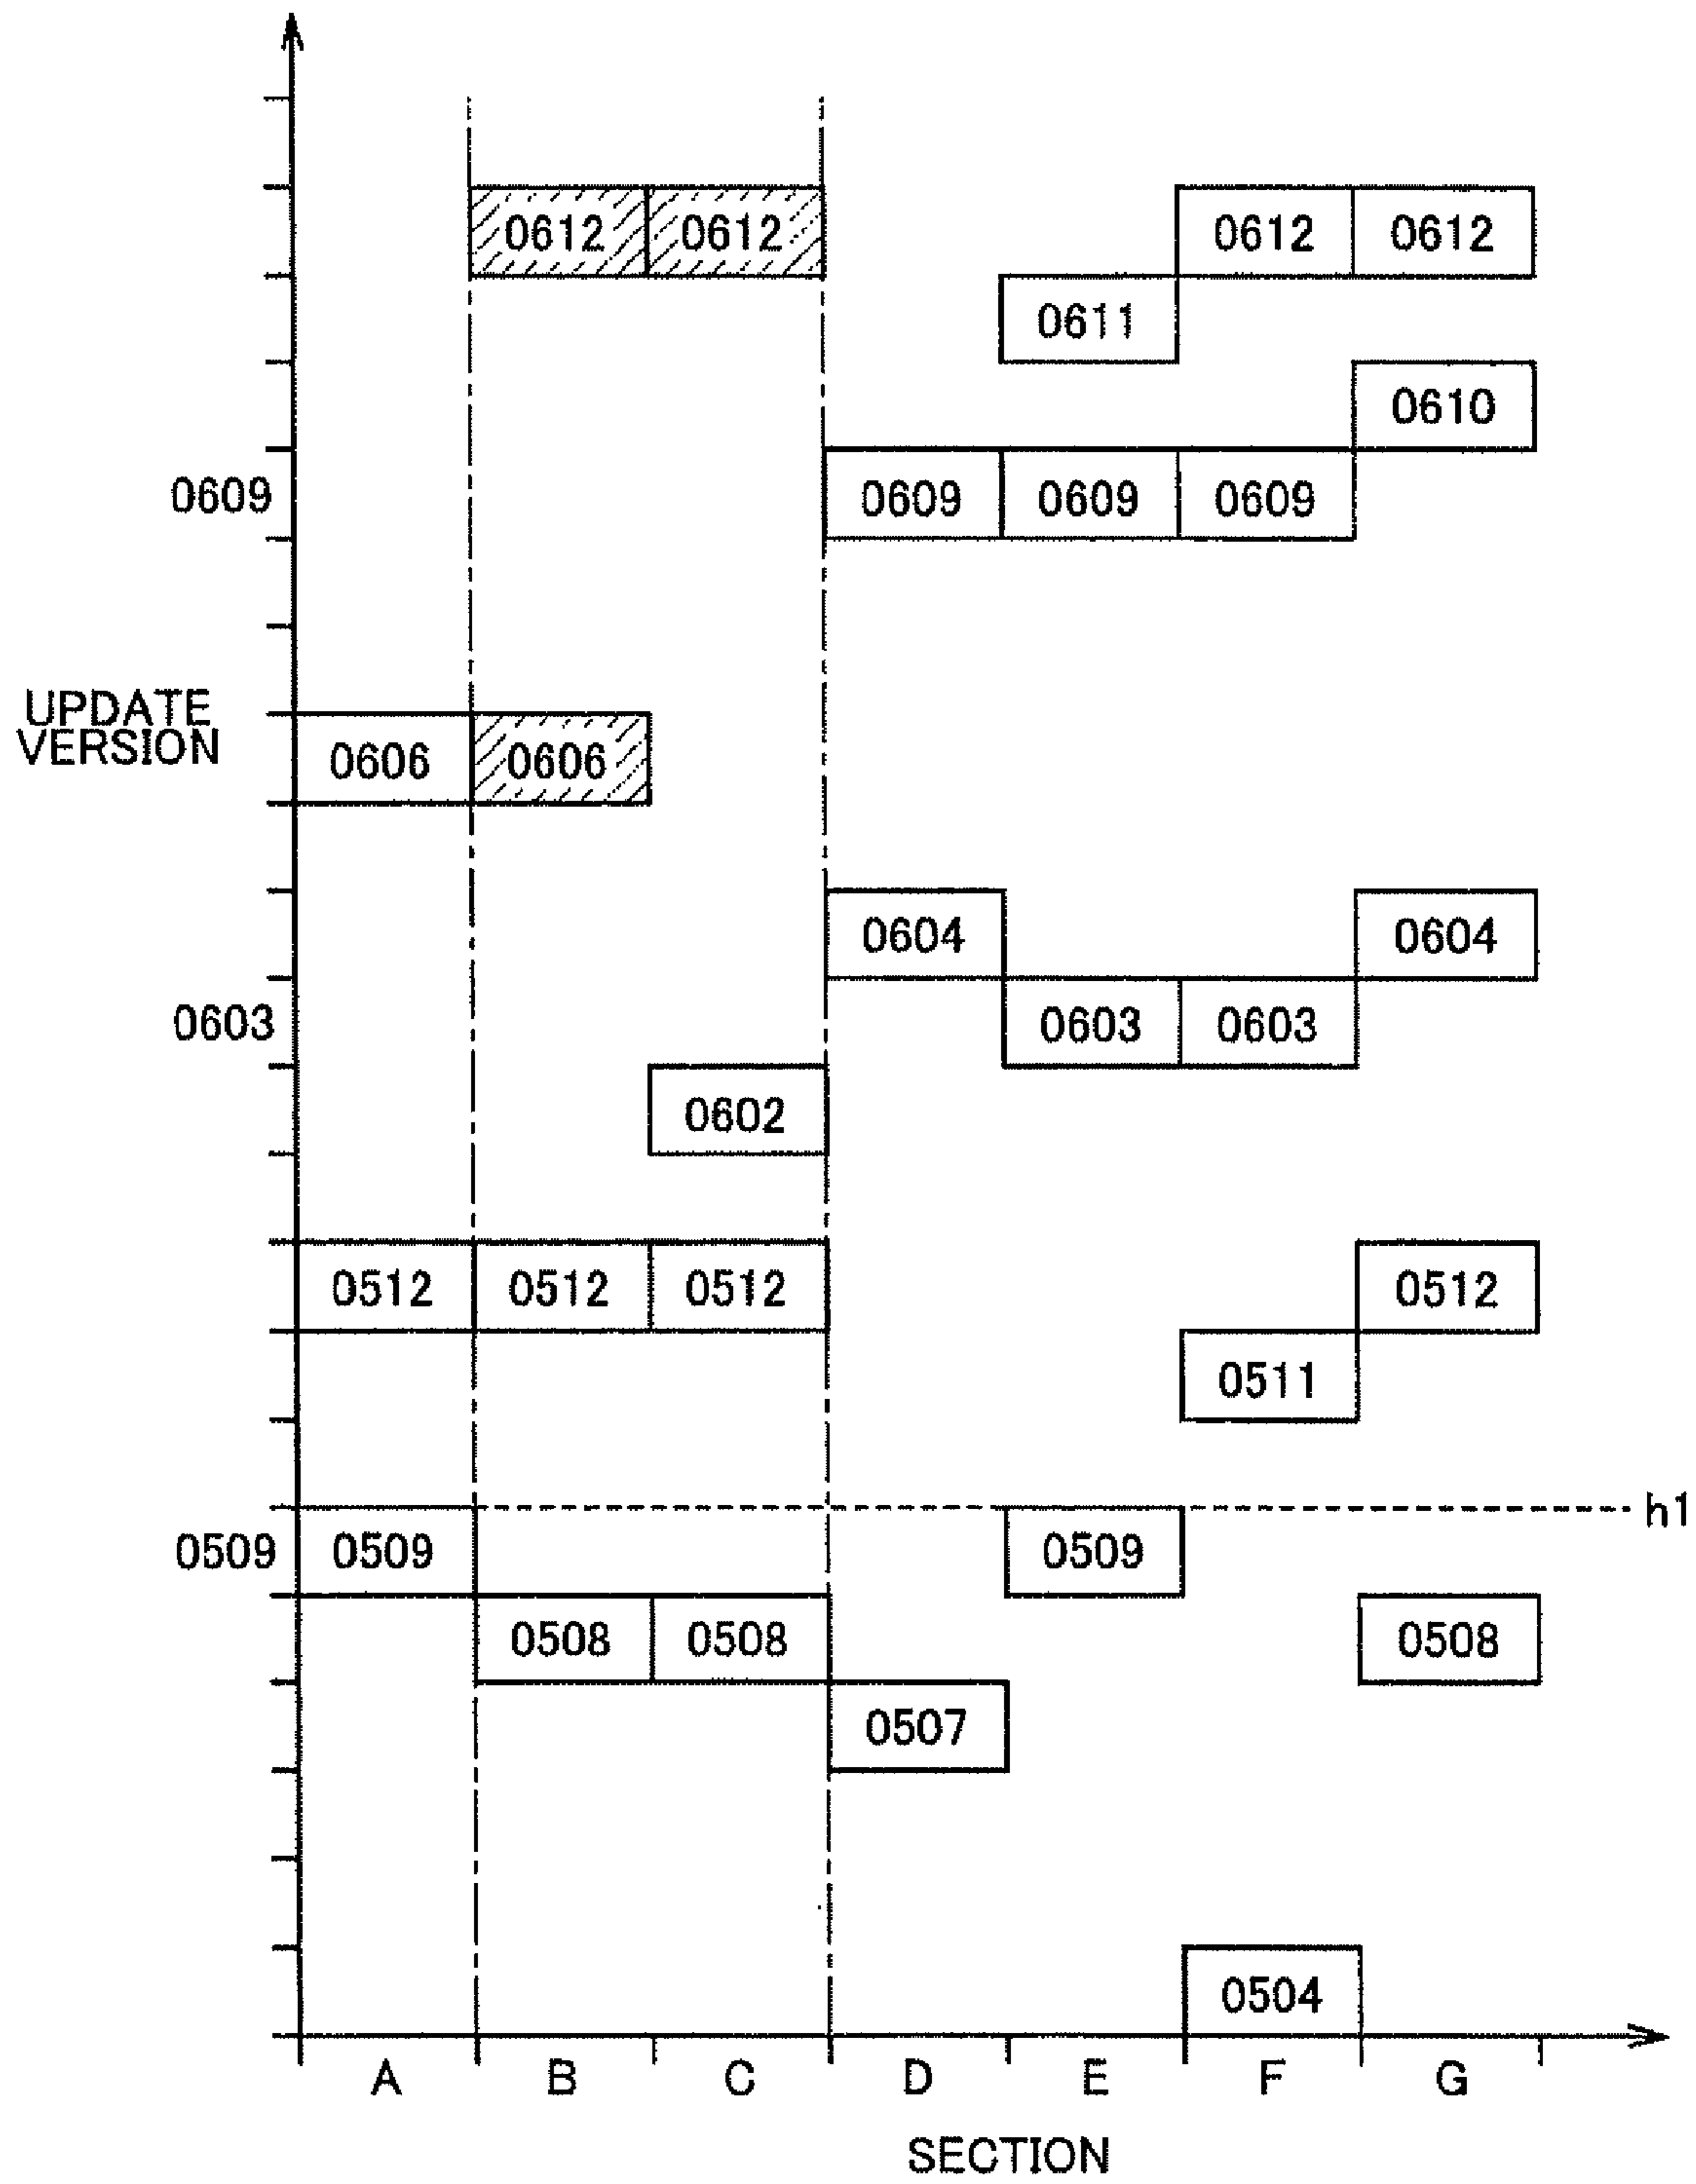 0612 0612 0612 0612
0611
0610
0609 0609 0609 0609
UPDATE
VERSION
0606 0606
0604 0604
0603 0603 0603
0602
0512 0512 0512 0512
0511
h1
0509 0509 0509
0508 0508 0508
0507
0504
A B C D E F G
SECTION